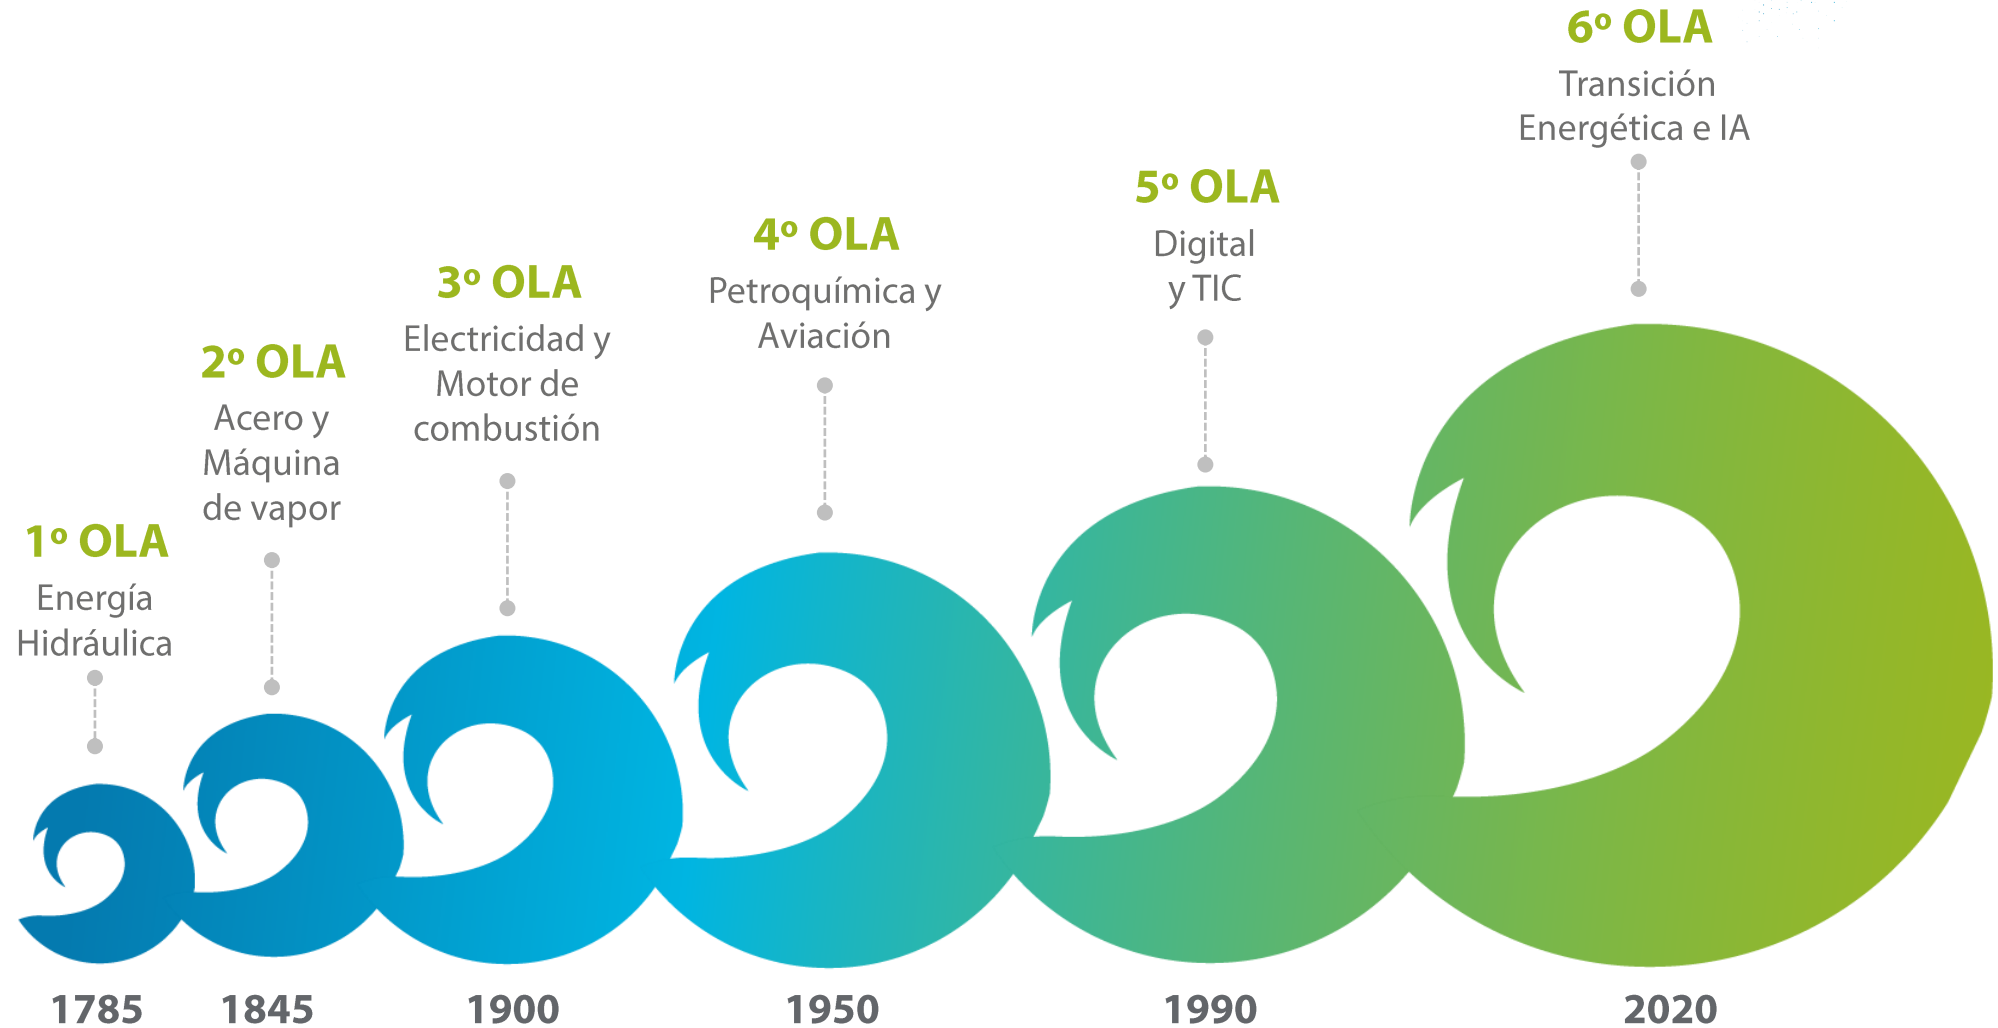 1º OLA
Energía
Hidráulica
1785
2º OLA
Acero y
Máquina
de vapor
1845
3º OLA
Electricidad y
Motor de
combustión
1900
4º OLA
Petroquímica y
Aviación
1950
5º OLA
Digital
y TIC
1990
6º OLA
Transición
Energética e IA
2020